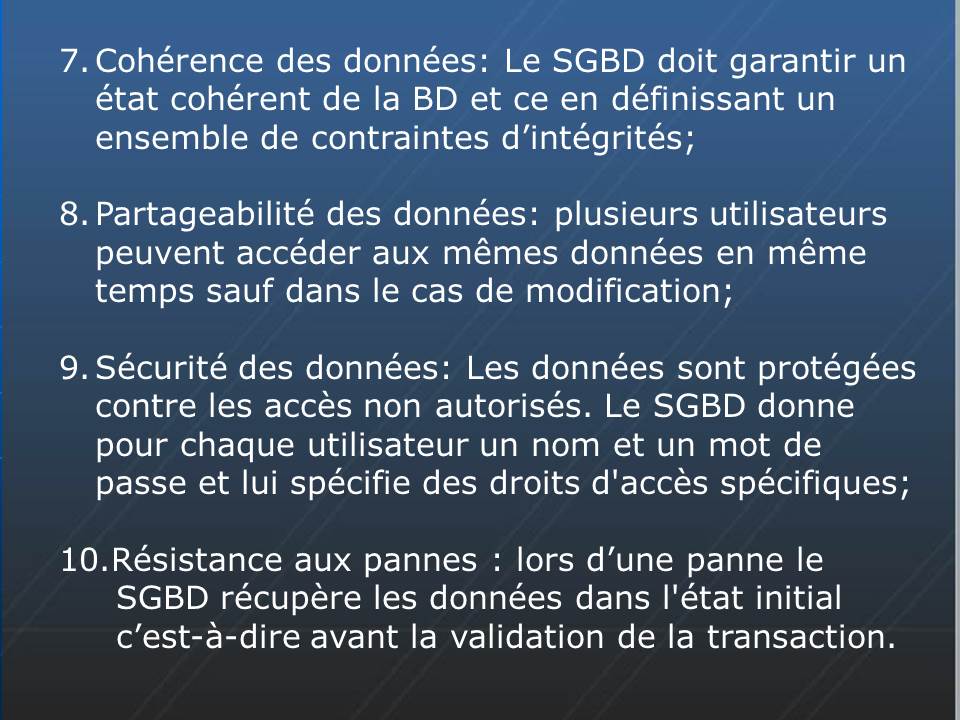 7. Cohérence des données: Le SGBD doit garantir un
état cohérent de la BD et ce en définissant un
ensemble de contraintes d’intégrités;
8. Partageabilité des données: plusieurs utilisateurs
peuvent accéder aux mêmes données en même
temps sauf dans le cas de modification;
9. Sécurité des données: Les données sont protégées
contre les accès non autorisés. Le SGBD donne
pour chaque utilisateur un nom et un mot de
passe et lui spécifie des droits d'accès spécifiques;
10.Résistance aux pannes : lors d’une panne le
SGBD récupère les données dans l'état initial
c’est-à-dire avant la validation de la transaction.